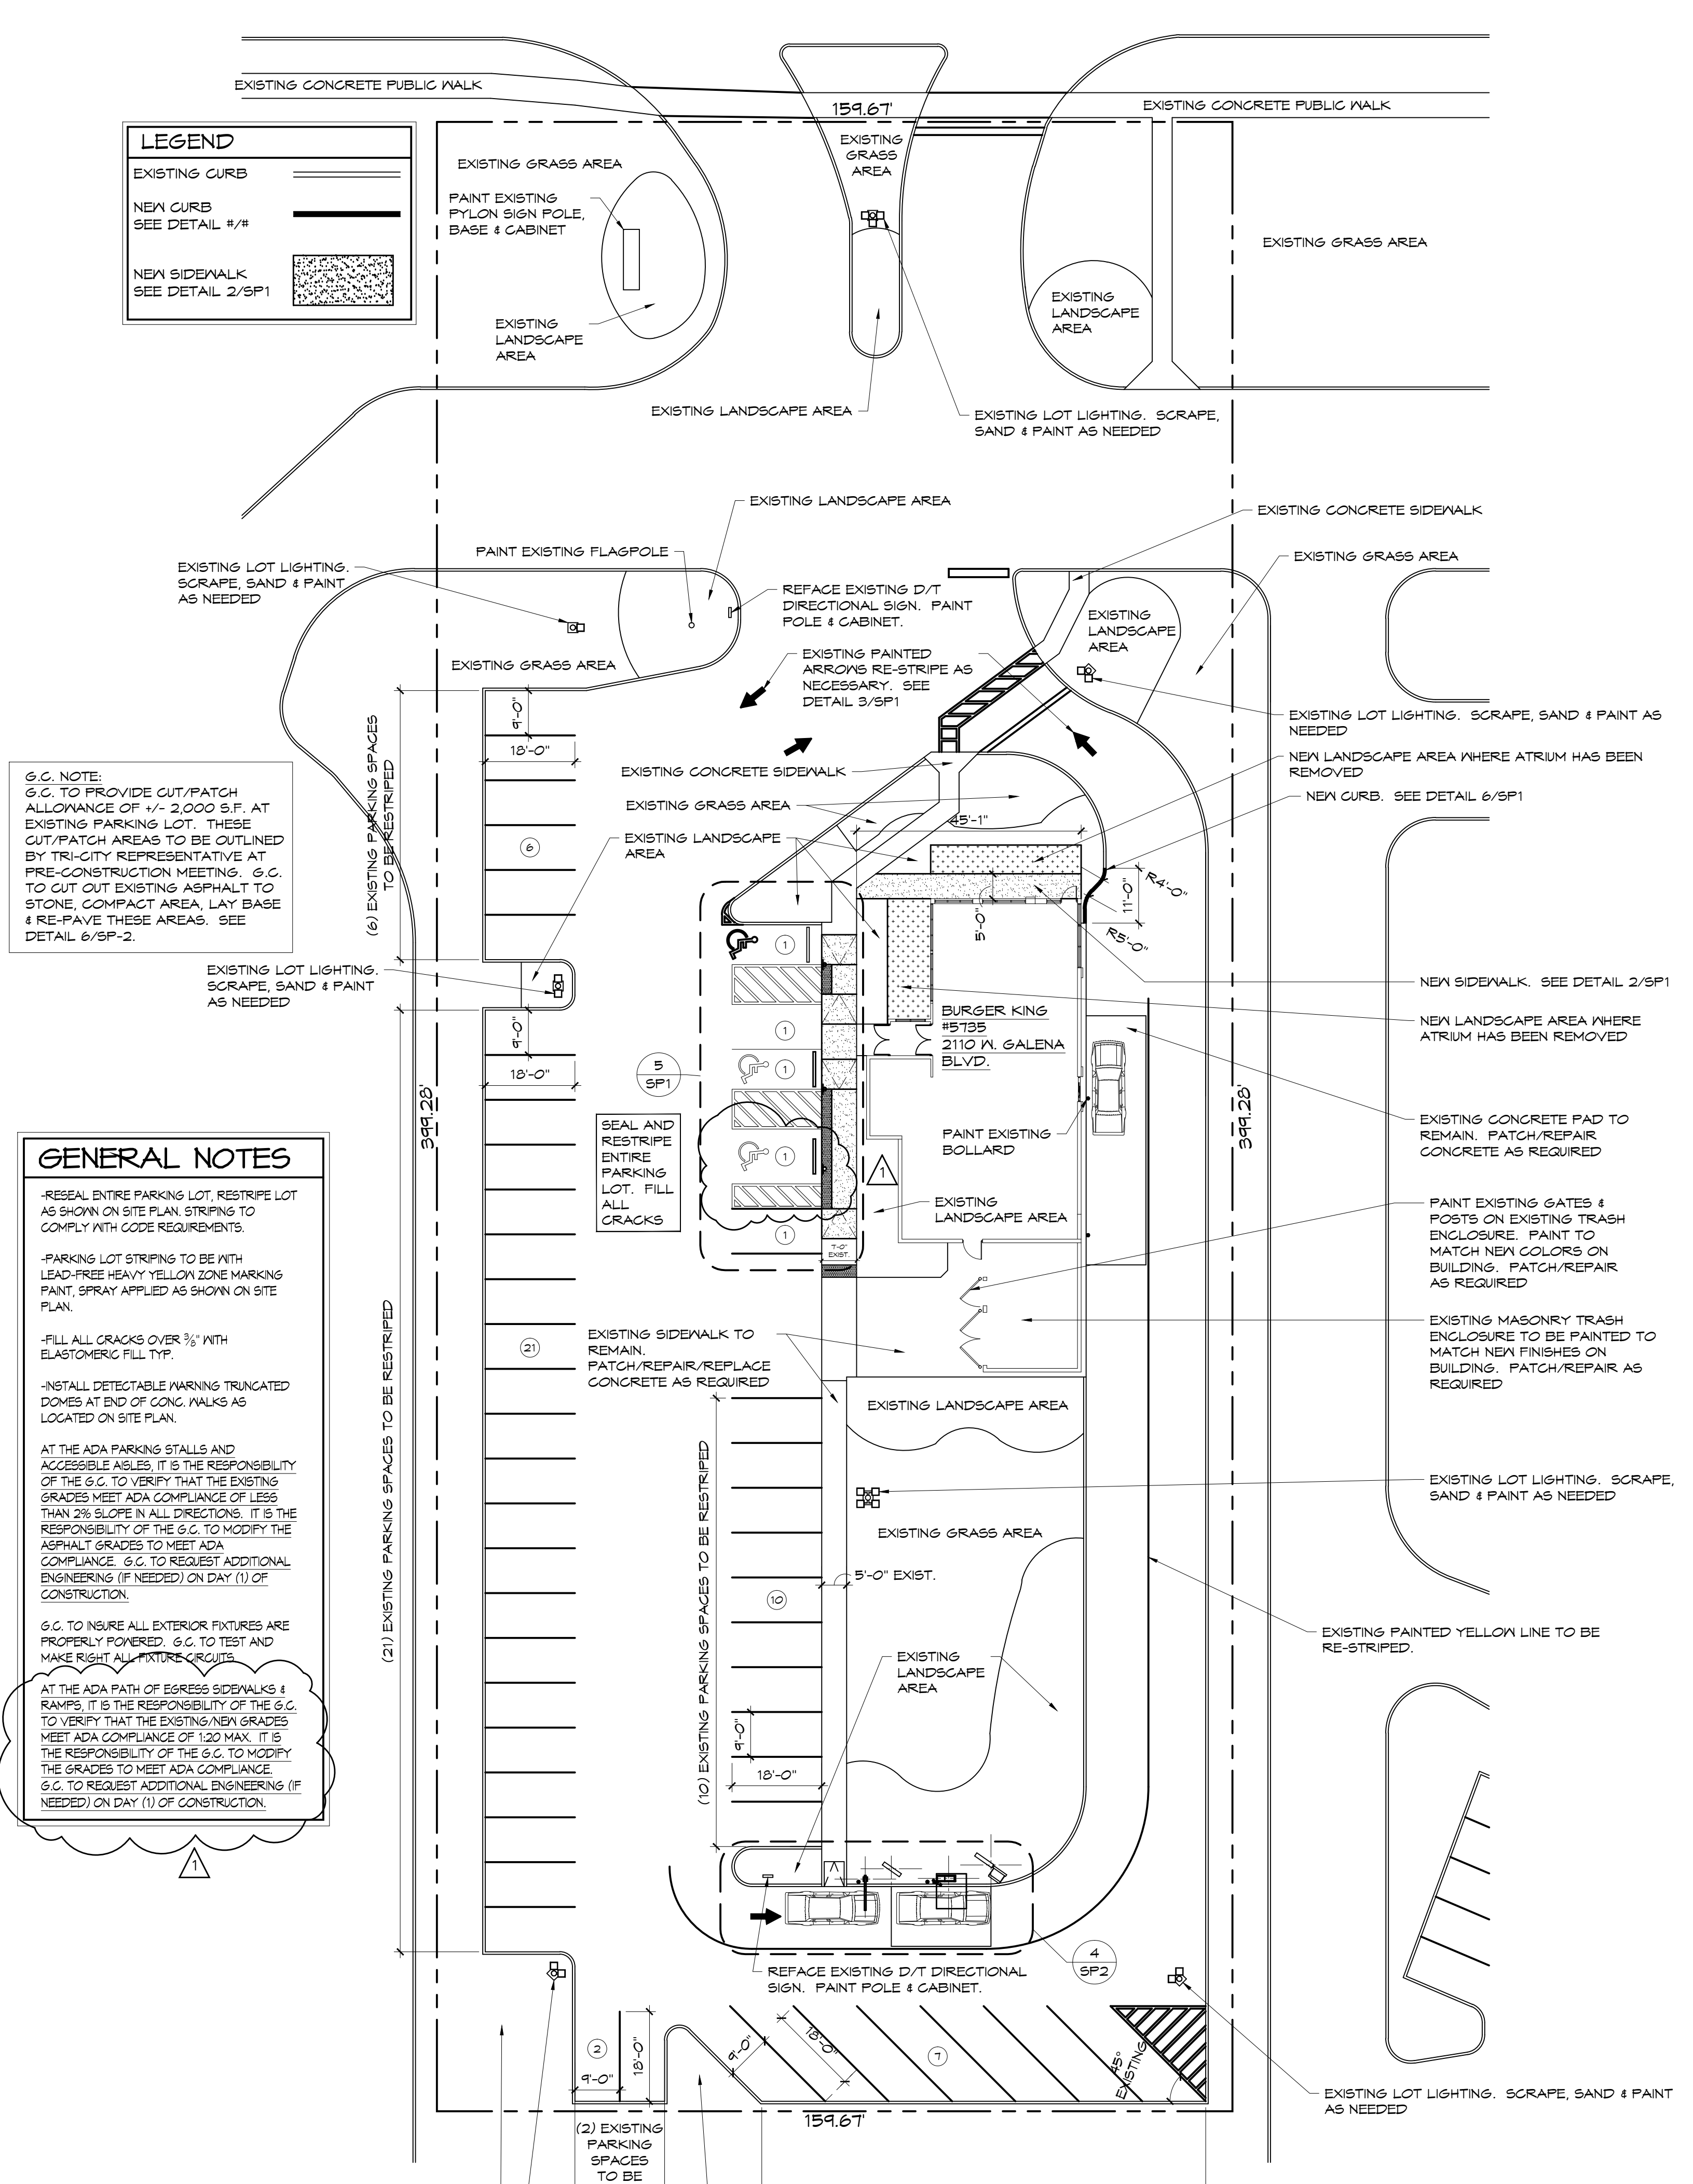 EXISTING CONCRETE PUBLIC WALK
159.67'
EXISTING CONCRETE PUBLIC WALK
LEGEND
EXISTING CURB
NEW CURB
SEE DETAIL #/#
NEW SIDEWALK
SEE DETAIL 2/SP1
EXISTING GRASS AREA
PAINT EXISTING
PYLON SIGN POLE,
BASE & CABINET
EXISTING
LANDSCAPE
AREA
EXISTING
GRASS
AREA
EXISTING GRASS AREA
EXISTING
LANDSCAPE
AREA
EXISTING LANDSCAPE AREA
EXISTING LOT LIGHTING. SCRAPE,
SAND & PAINT AS NEEDED
EXISTING LANDSCAPE AREA
EXISTING CONCRETE SIDEWALK
PAINT EXISTING FLAGPOLE
EXISTING GRASS AREA
EXISTING LOT LIGHTING.
SCRAPE, SAND & PAINT
AS NEEDED
REFACE EXISTING D/T
DIRECTIONAL SIGN. PAINT
POLE & CABINET.
EXISTING
LANDSCAPE
AREA
EXISTING GRASS AREA
EXISTING PAINTED
ARROWS RE-STRIPE AS
NECESSARY. SEE
DETAIL 3/SP1
9'-0"
18'-0"
(6) EXISTING PARKING SPACES
TO BE RESTRIPED
6
EXISTING LOT LIGHTING. SCRAPE, SAND & PAINT AS
NEEDED
NEW LANDSCAPE AREA WHERE ATRIUM HAS BEEN
REMOVED
NEW CURB. SEE DETAIL 6/SP1
EXISTING CONCRETE SIDEWALK
EXISTING GRASS AREA
EXISTING LANDSCAPE
AREA
45'-1"
R4'-0"
11'-0"
R5'-0"
5'-0"
G.C. NOTE:
G.C. TO PROVIDE CUT/PATCH
ALLOWANCE OF +/- 2,000 S.F. AT
EXISTING PARKING LOT. THESE
CUT/PATCH AREAS TO BE OUTLINED
BY TRI-CITY REPRESENTATIVE AT
PRE-CONSTRUCTION MEETING. G.C.
TO CUT OUT EXISTING ASPHALT TO
STONE, COMPACT AREA, LAY BASE
& RE-PAVE THESE AREAS. SEE
DETAIL 6/SP-2.
EXISTING LOT LIGHTING.
SCRAPE, SAND & PAINT
AS NEEDED
9'-0"
18'-0"
399.28'
1
1
1
1
1
5
SP1
SEAL AND
RESTRIPE
ENTIRE
PARKING
LOT. FILL
ALL
CRACKS
BURGER KING
#5735
2110 W. GALENA
BLVD.
PAINT EXISTING
BOLLARD
1
EXISTING
LANDSCAPE AREA
7'-0"
EXIST.
399.28'
NEW SIDEWALK. SEE DETAIL 2/SP1
NEW LANDSCAPE AREA WHERE
ATRIUM HAS BEEN REMOVED
EXISTING CONCRETE PAD TO
REMAIN. PATCH/REPAIR
CONCRETE AS REQUIRED
PAINT EXISTING GATES &
POSTS ON EXISTING TRASH
ENCLOSURE. PAINT TO
MATCH NEW COLORS ON
BUILDING. PATCH/REPAIR
AS REQUIRED
EXISTING MASONRY TRASH
ENCLOSURE TO BE PAINTED TO
MATCH NEW FINISHES ON
BUILDING. PATCH/REPAIR AS
REQUIRED
GENERAL NOTES
-RESEAL ENTIRE PARKING LOT, RESTRIPE LOT
AS SHOWN ON SITE PLAN. STRIPING TO
COMPLY WITH CODE REQUIREMENTS.
-PARKING LOT STRIPING TO BE WITH
LEAD-FREE HEAVY YELLOW ZONE MARKING
PAINT, SPRAY APPLIED AS SHOWN ON SITE
PLAN.
-FILL ALL CRACKS OVER 3/8" WITH
ELASTOMERIC FILL TYP.
-INSTALL DETECTABLE WARNING TRUNCATED
DOMES AT END OF CONC. WALKS AS
LOCATED ON SITE PLAN.
AT THE ADA PARKING STALLS AND
ACCESSIBLE AISLES, IT IS THE RESPONSIBILITY
OF THE G.C. TO VERIFY THAT THE EXISTING
GRADES MEET ADA COMPLIANCE OF LESS
THAN 2% SLOPE IN ALL DIRECTIONS. IT IS THE
RESPONSIBILITY OF THE G.C. TO MODIFY THE
ASPHALT GRADES TO MEET ADA
COMPLIANCE. G.C. TO REQUEST ADDITIONAL
ENGINEERING (IF NEEDED) ON DAY (1) OF
CONSTRUCTION.
G.C. TO INSURE ALL EXTERIOR FIXTURES ARE
PROPERLY POWERED. G.C. TO TEST AND
MAKE RIGHT ALL FIXTURE CIRCUITS.
AT THE ADA PATH OF EGRESS SIDEWALKS &
RAMPS, IT IS THE RESPONSIBILITY OF THE G.C.
TO VERIFY THAT THE EXISTING/NEW GRADES
MEET ADA COMPLIANCE OF 1:20 MAX. IT IS
THE RESPONSIBILITY OF THE G.C. TO MODIFY
THE GRADES TO MEET ADA COMPLIANCE.
G.C. TO REQUEST ADDITIONAL ENGINEERING (IF
NEEDED) ON DAY (1) OF CONSTRUCTION.
1
(21) EXISTING PARKING SPACES TO BE RESTRIPED
21
EXISTING SIDEWALK TO
REMAIN.
PATCH/REPAIR/REPLACE
CONCRETE AS REQUIRED
EXISTING LANDSCAPE AREA
(10) EXISTING PARKING SPACES TO BE RESTRIPED
10
EXISTING GRASS AREA
5'-0" EXIST.
EXISTING
LANDSCAPE
AREA
9'-0"
18'-0"
EXISTING LOT LIGHTING. SCRAPE,
SAND & PAINT AS NEEDED
EXISTING PAINTED YELLOW LINE TO BE
RE-STRIPED.
REFACE EXISTING D/T DIRECTIONAL
SIGN. PAINT POLE & CABINET.
4
SP2
2
9'-0"
18'-0"
9'-0"
18'-0"
7
45°
EXISTING
EXISTING LOT LIGHTING. SCRAPE, SAND & PAINT
AS NEEDED
159.67'
(2) EXISTING
PARKING
SPACES
TO BE